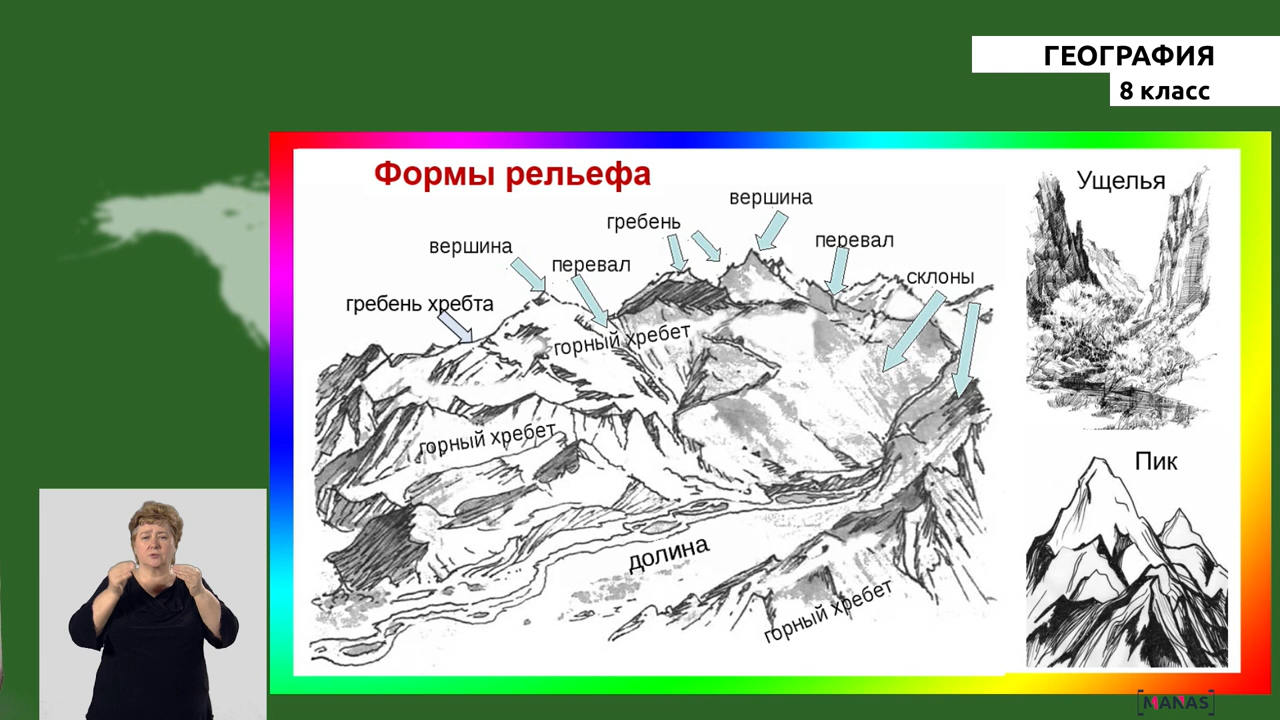 ГЕОГРАФИЯ
8 класс
Формы рельефа
Ущелья
вершина
гребень
перевал
вершина
перевал
склоны
гребень хребта
горный хребет
горный хребет
Пик
долина
горный хребет
[MANAS]